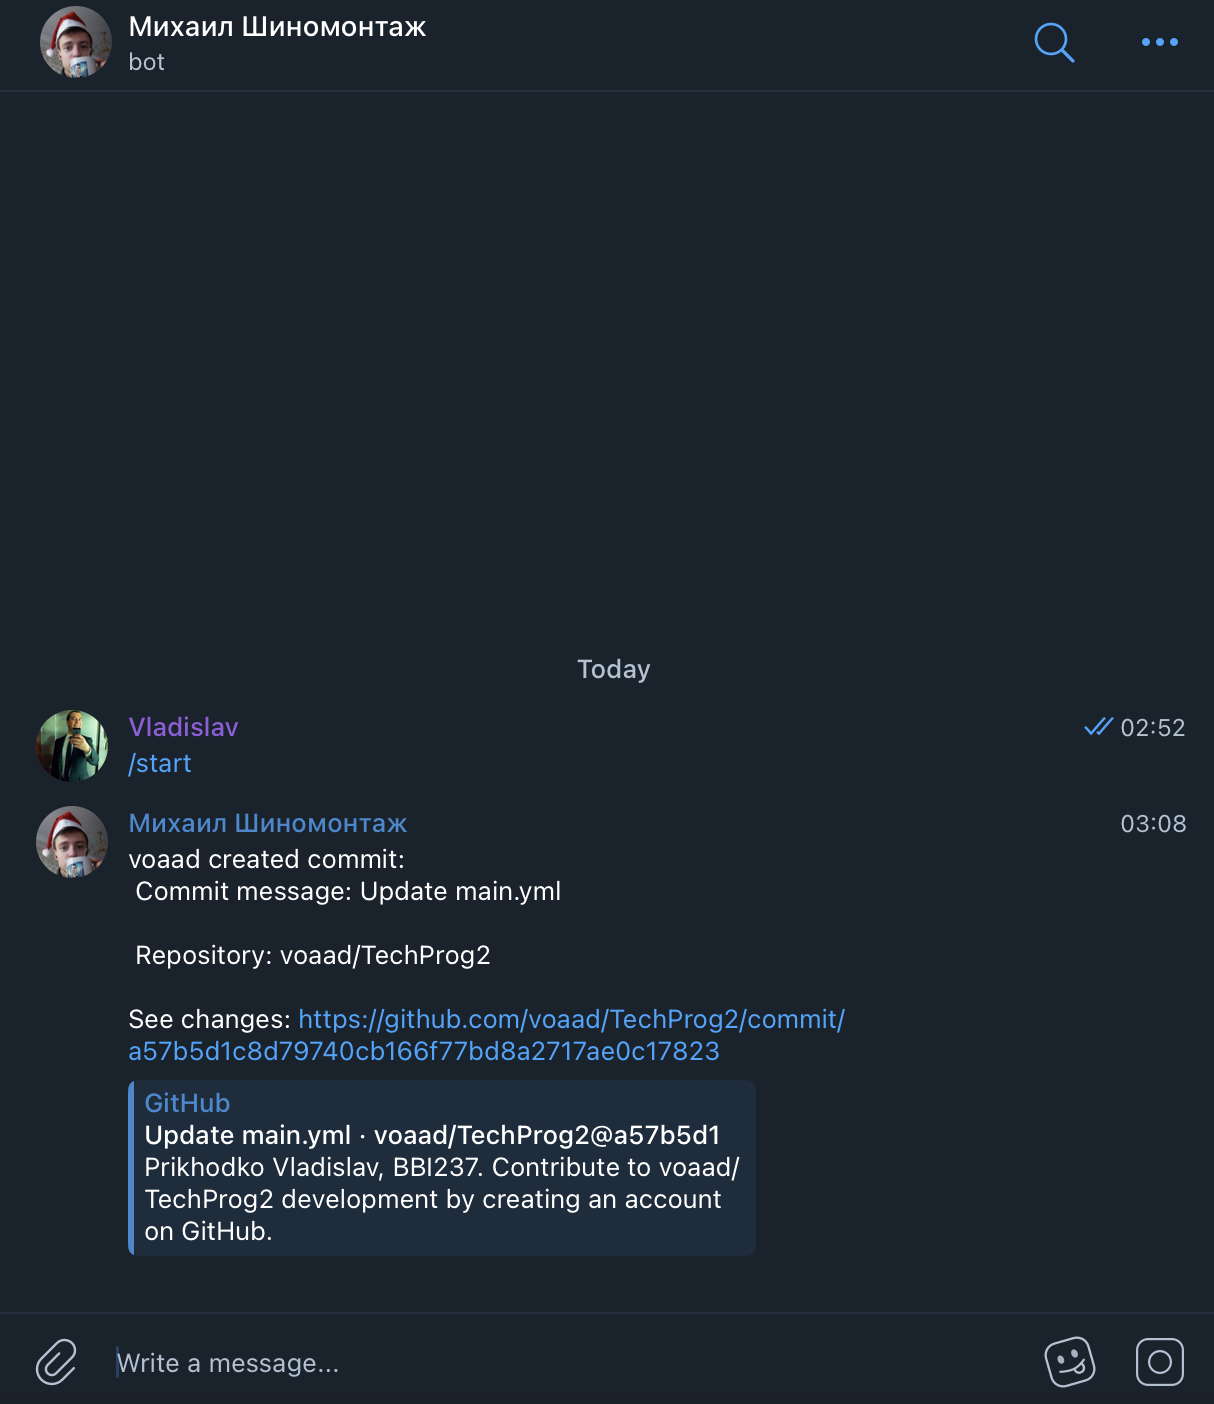 Михаил Шиномонтаж
bot
Today
Vladislav
02:52
/start
Михаил Шиномонтаж
03:08
voaad created commit:
Commit message: Update main.yml
Repository: voaad/TechProg2
See changes: https://github.com/voaad/TechProg2/commit/
a57b5d1c8d79740cb166f77bd8a2717ae0c17823
GitHub
Update main.yml · voaad/TechProg2@a57b5d1
Prikhodko Vladislav, BBI237. Contribute to voaad/
TechProg2 development by creating an account
on GitHub.
Write a message...